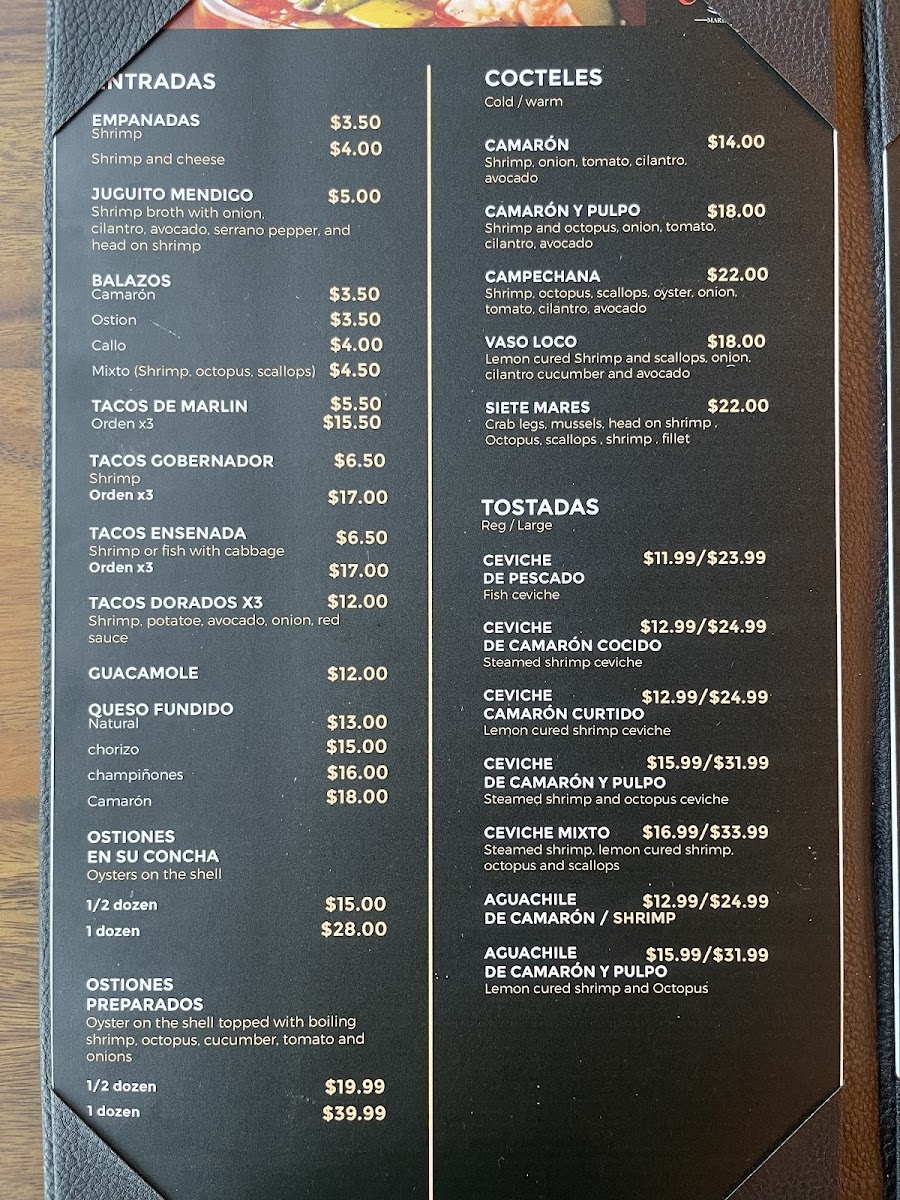 ENTRADAS
EMPANADAS $3.50
Shrimp
Shrimp and cheese $4.00
JUGUITO MENDIGO $5.00
Shrimp broth with onion,
cilantro, avocado, serrano pepper, and
head on shrimp
BALAZOS
Camarón $3.50
Ostion $3.50
Callo $4.00
Mixto (Shrimp, octopus, scallops) $4.50
TACOS DE MARLIN $5.50
Orden x3 $15.50
TACOS GOBERNADOR $6.50
Shrimp
Orden x3 $17.00
TACOS ENSENADA $6.50
Shrimp or fish with cabbage
Orden x3 $17.00
TACOS DORADOS X3 $12.00
Shrimp, potatoe, avocado, onion, red
sauce
GUACAMOLE $12.00
QUESO FUNDIDO
Natural $13.00
chorizo $15.00
champiñones $16.00
Camarón $18.00
OSTIONES
EN SU CONCHA
Oysters on the shell
1/2 dozen $15.00
1 dozen $28.00
OSTIONES
PREPARADOS
Oyster on the shell topped with boiling
shrimp, octopus, cucumber, tomato and
onions
1/2 dozen $19.99
1 dozen $39.99
COCTELES
Cold / warm
CAMARÓN $14.00
Shrimp, onion, tomato, cilantro,
avocado
CAMARÓN Y PULPO $18.00
Shrimp and octopus, onion, tomato,
cilantro, avocado
CAMPECHANA $22.00
Shrimp, octopus, scallops, oyster, onion,
tomato, cilantro, avocado
VASO LOCO $18.00
Lemon cured Shrimp and scallops, onion,
cilantro cucumber and avocado
SIETE MARES $22.00
Crab legs, mussels, head on shrimp ,
Octopus, scallops , shrimp , fillet
TOSTADAS
Reg / Large
CEVICHE $11.99/$23.99
DE PESCADO
Fish ceviche
CEVICHE $12.99/$24.99
DE CAMARÓN COCIDO
Steamed shrimp ceviche
CEVICHE $12.99/$24.99
CAMARÓN CURTIDO
Lemon cured shrimp ceviche
CEVICHE $15.99/$31.99
DE CAMARÓN Y PULPO
Steamed shrimp and octopus ceviche
CEVICHE MIXTO $16.99/$33.99
Steamed shrimp, lemon cured shrimp,
octopus and scallops
AGUACHILE $12.99/$24.99
DE CAMARÓN / SHRIMP
AGUACHILE $15.99/$31.99
DE CAMARÓN Y PULPO
Lemon cured shrimp and Octopus